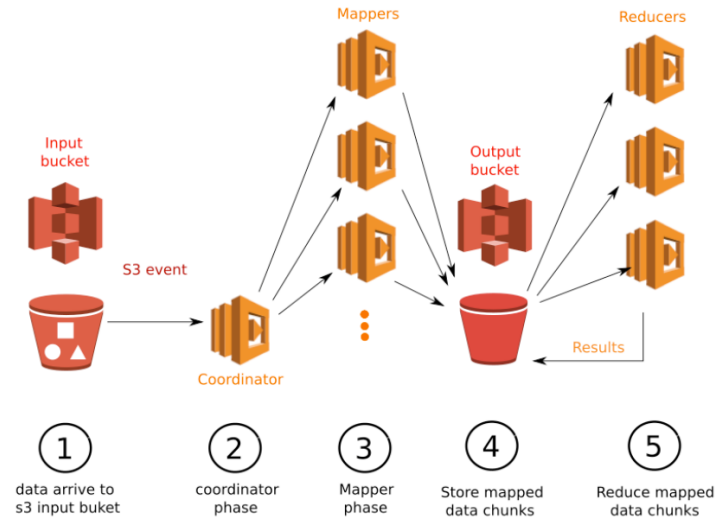 Mappers
Reducers
Input
bucket
Output
bucket
S3 event
Coordinator
Results
1
2
3
4
5
data arrive to
s3 input buket
coordinator
phase
Mapper
phase
Store mapped
data chunks
Reduce mapped
data chunks